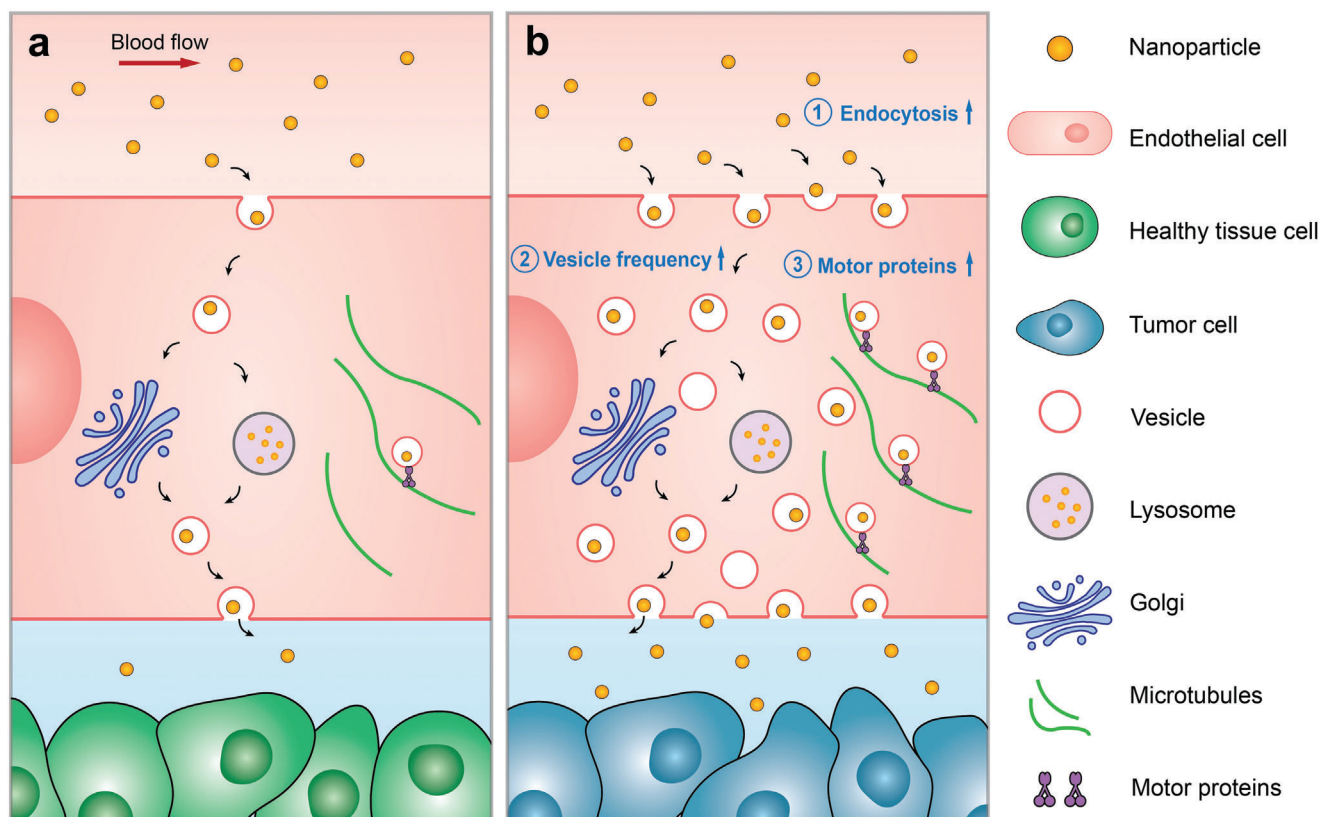 a
Blood flow
b
① Endocytosis ↑
② Vesicle frequency ↑
③ Motor proteins ↑
Nanoparticle
Endothelial cell
Healthy tissue cell
Tumor cell
Vesicle
Lysosome
Golgi
Microtubules
Motor proteins